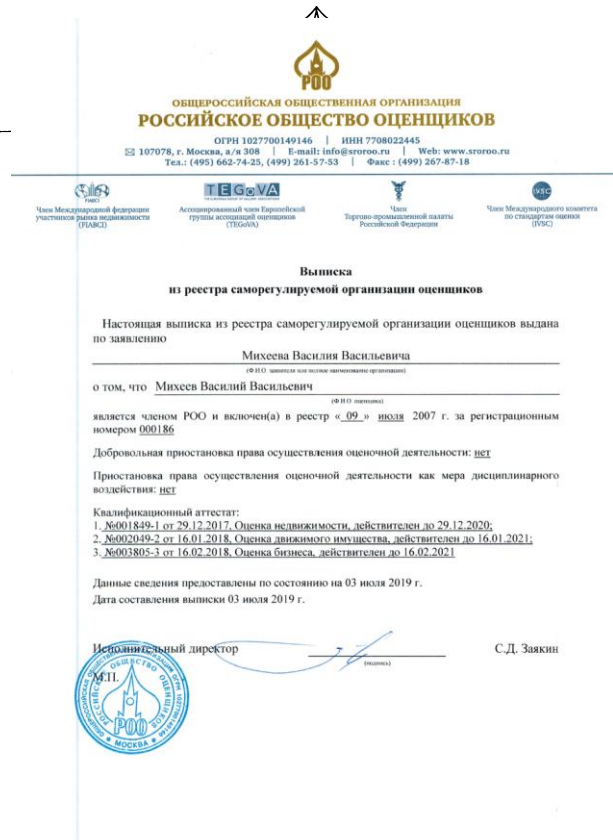 РОО
ОБЩЕРОССИЙСКАЯ ОБЩЕСТВЕННАЯ ОРГАНИЗАЦИЯ
РОССИЙСКОЕ ОБЩЕСТВО ОЦЕНЩИКОВ
ОГРН 1027700149146 | ИНН 7708022445
107078, г. Москва, а/я 308 | E-mail: info@sroroo.ru | Web: www.sroroo.ru
Тел.: (495) 662-74-25, (499) 261-57-53 | Факс : (499) 267-87-18
FIABCI
TEGoVA
IVSC
Член Международной федерации участников рынка недвижимости (FIABCI)
Ассоциированный член Европейской группы ассоциаций оценщиков (TEGoVA)
Член Торгово-промышленной палаты Российской Федерации
Член Международного комитета по стандартам оценки (IVSC)
Выписка
из реестра саморегулируемой организации оценщиков
Настоящая выписка из реестра саморегулируемой организации оценщиков выдана
по заявлению
Михеева Василия Васильевича
(Ф.И.О. заявителя или полное наименование организации)
о том, что Михеев Василий Васильевич
(Ф.И.О. оценщика)
является членом РОО и включен(а) в реестр « 09 » июля 2007 г. за регистрационным
номером 000186
Добровольная приостановка права осуществления оценочной деятельности: нет
Приостановка права осуществления оценочной деятельности как мера дисциплинарного
воздействия: нет
Квалификационный аттестат:
1. №001849-1 от 29.12.2017, Оценка недвижимости, действителен до 29.12.2020;
2. №002049-2 от 16.01.2018, Оценка движимого имущества, действителен до 16.01.2021;
3. №003805-3 от 16.02.2018, Оценка бизнеса, действителен до 16.02.2021
Данные сведения предоставлены по состоянию на 03 июля 2019 г.
Дата составления выписки 03 июля 2019 г.
Исполнительный директор
С.Д. Заякин
(подпись)
М.П.
ОБЩЕРОССИЙСКАЯ ОБЩЕСТВЕННАЯ ОРГАНИЗАЦИЯ ОГРН 1027700149146
РОССИЙСКОЕ ОБЩЕСТВО ОЦЕНЩИКОВ
РОО
МОСКВА